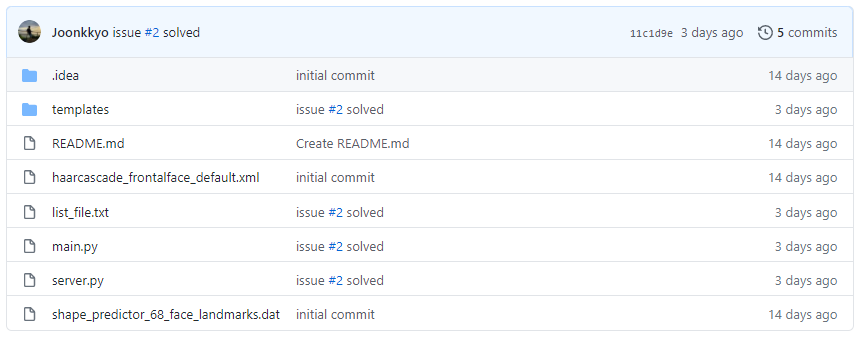 Joonkkyo issue #2 solved 11c1d9e 3 days ago 5 commits
.idea initial commit 14 days ago
templates issue #2 solved 3 days ago
README.md Create README.md 14 days ago
haarcascade_frontalface_default.xml initial commit 14 days ago
list_file.txt issue #2 solved 3 days ago
main.py issue #2 solved 3 days ago
server.py issue #2 solved 3 days ago
shape_predictor_68_face_landmarks.dat initial commit 14 days ago